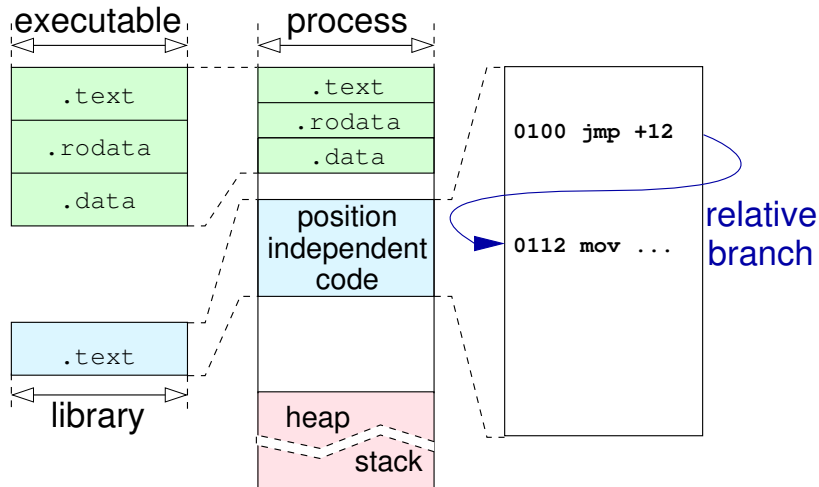 executable
process
.text
.rodata
.data
.text
.rodata
.data
position
independent
code
0100 jmp +12
0112 mov ...
relative
branch
.text
library
heap
stack